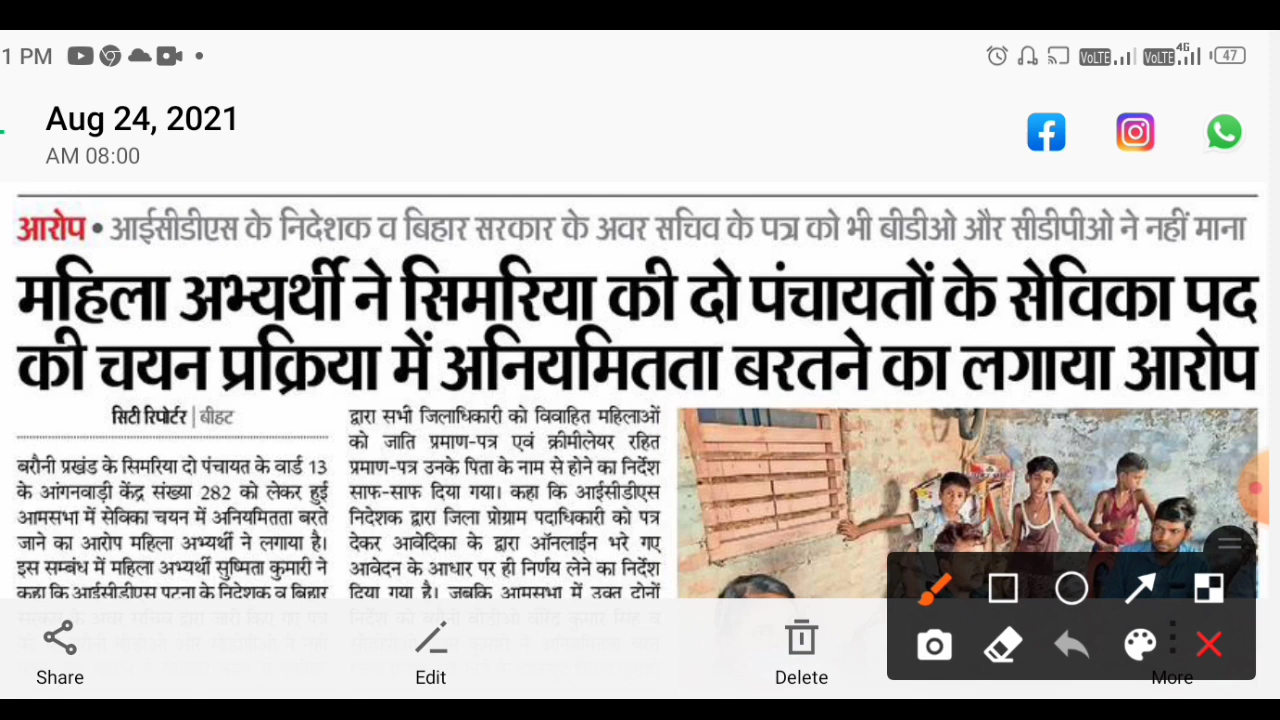 1 PM
4G
VoLTE VoLTE 47
Aug 24, 2021
AM 08:00
आरोप • आईसीडीएस के निदेशक व बिहार सरकार के अवर सचिव के पत्र को भी बीडीओ और सीडीपीओ ने नहीं माना
महिला अभ्यर्थी ने सिमरिया की दो पंचायतों के सेविका पद
की चयन प्रक्रिया में अनियमितता बरतने का लगाया आरोप
सिटी रिपोर्टर | बीहट
बरौनी प्रखंड के सिमरिया दो पंचायत के वार्ड 13
के आंगनवाड़ी केंद्र संख्या 282 को लेकर हुई
आमसभा में सेविका चयन में अनियमितता बरते
जाने का आरोप महिला अभ्यर्थी ने लगाया है।
इस सम्बंध में महिला अभ्यर्थी सुष्मिता कुमारी ने
कहा कि आईसीडीएस पटना के निदेशक व बिहार
द्वारा सभी जिलाधिकारी को विवाहित महिलाओं
को जाति प्रमाण-पत्र एवं क्रीमीलेयर रहित
प्रमाण-पत्र उनके पिता के नाम से होने का निर्देश
साफ-साफ दिया गया। कहा कि आईसीडीएस
निदेशक द्वारा जिला प्रोग्राम पदाधिकारी को पत्र
देकर आवेदिका के द्वारा ऑनलाईन भरे गए
आवेदन के आधार पर ही निर्णय लेने का निर्देश
दिया गया है। जबकि आमसभा में उक्त दोनों
Share
Edit
Delete
More